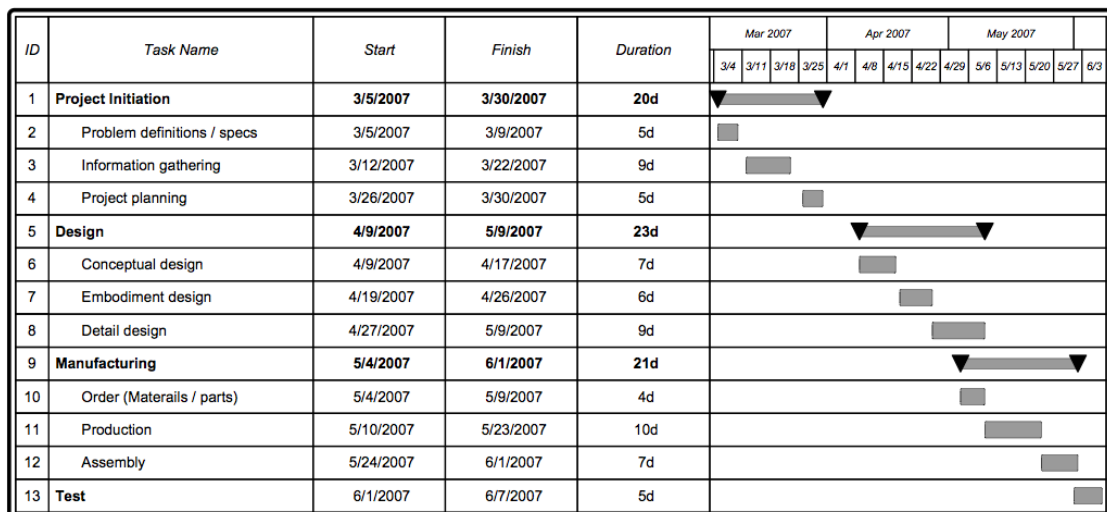 ID Task Name Start Finish Duration Mar 2007 Apr 2007 May 2007
3/4 3/11 3/18 3/25 4/1 4/8 4/15 4/22 4/29 5/6 5/13 5/20 5/27 6/3
1 Project Initiation 3/5/2007 3/30/2007 20d
2 Problem definitions / specs 3/5/2007 3/9/2007 5d
3 Information gathering 3/12/2007 3/22/2007 9d
4 Project planning 3/26/2007 3/30/2007 5d
5 Design 4/9/2007 5/9/2007 23d
6 Conceptual design 4/9/2007 4/17/2007 7d
7 Embodiment design 4/19/2007 4/26/2007 6d
8 Detail design 4/27/2007 5/9/2007 9d
9 Manufacturing 5/4/2007 6/1/2007 21d
10 Order (Materails / parts) 5/4/2007 5/9/2007 4d
11 Production 5/10/2007 5/23/2007 10d
12 Assembly 5/24/2007 6/1/2007 7d
13 Test 6/1/2007 6/7/2007 5d